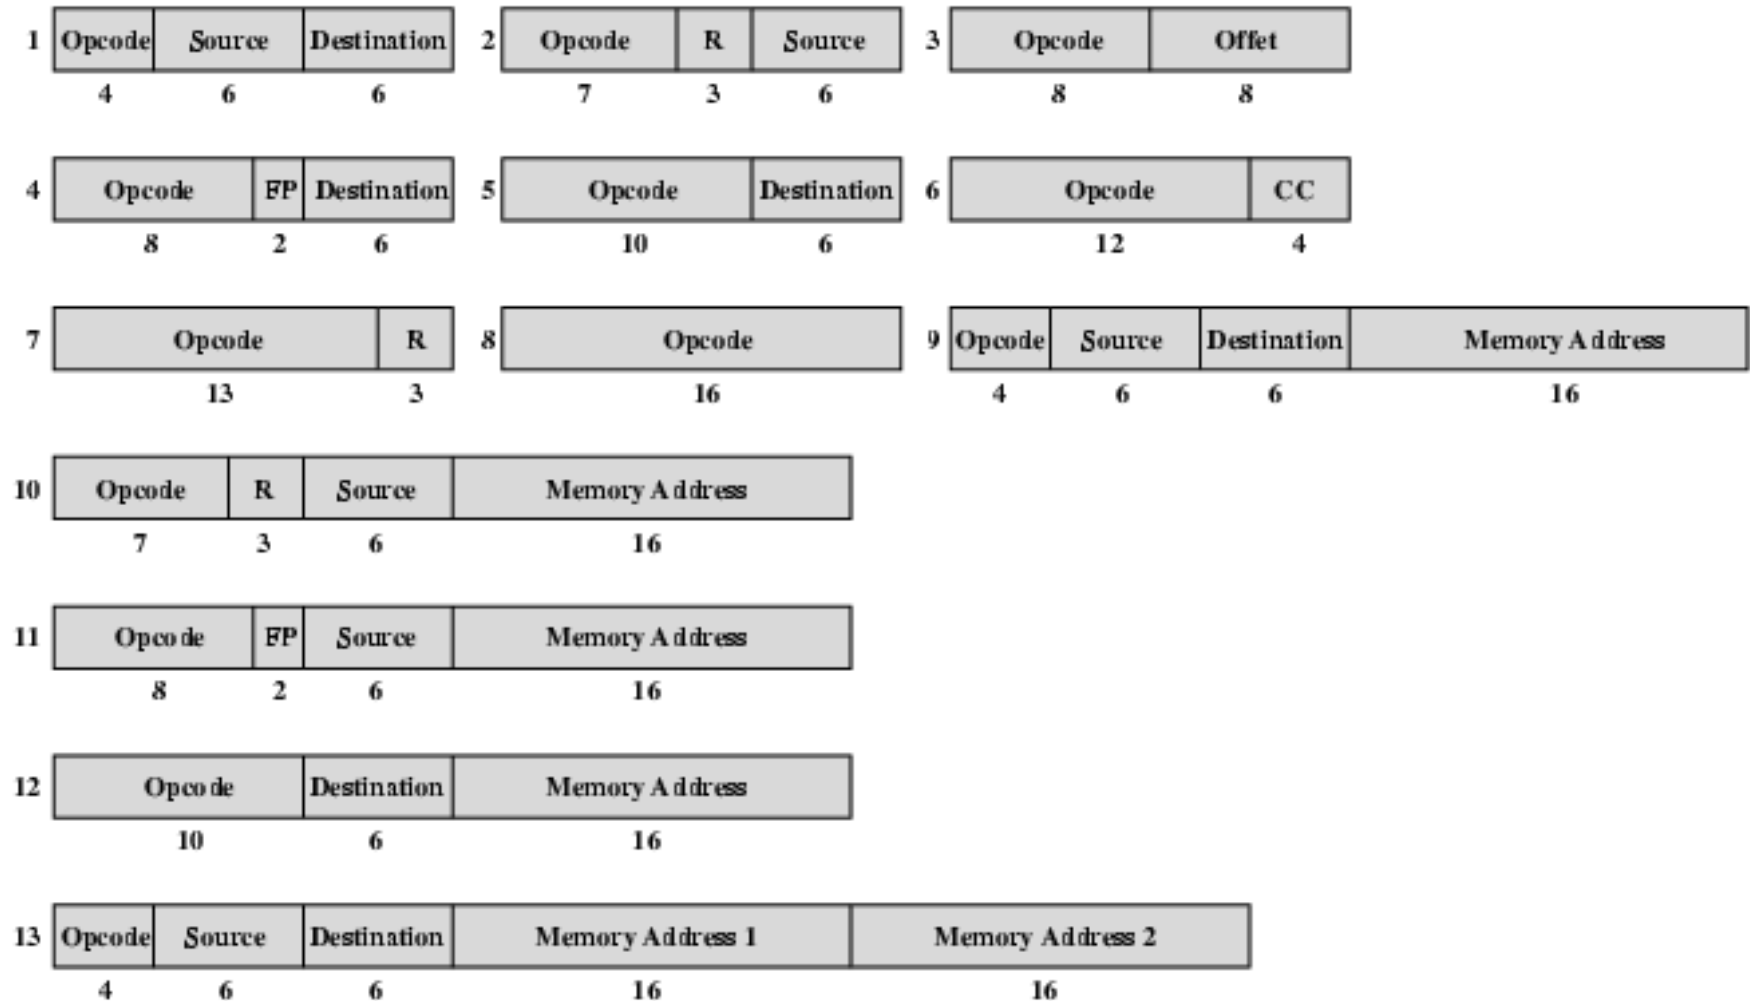 1 Opcode Source Destination 2 Opcode R Source 3 Opcode Offet
4 6 6 7 3 6 8 8
4 Opcode FP Destination 5 Opcode Destination 6 Opcode CC
8 2 6 10 6 12 4
7 Opcode R 8 Opcode 9 Opcode Source Destination Memory Address
13 3 16 4 6 6 16
10 Opcode R Source Memory Address
7 3 6 16
11 Opcode FP Source Memory Address
8 2 6 16
12 Opcode Destination Memory Address
10 6 16
13 Opcode Source Destination Memory Address 1 Memory Address 2
4 6 6 16 16